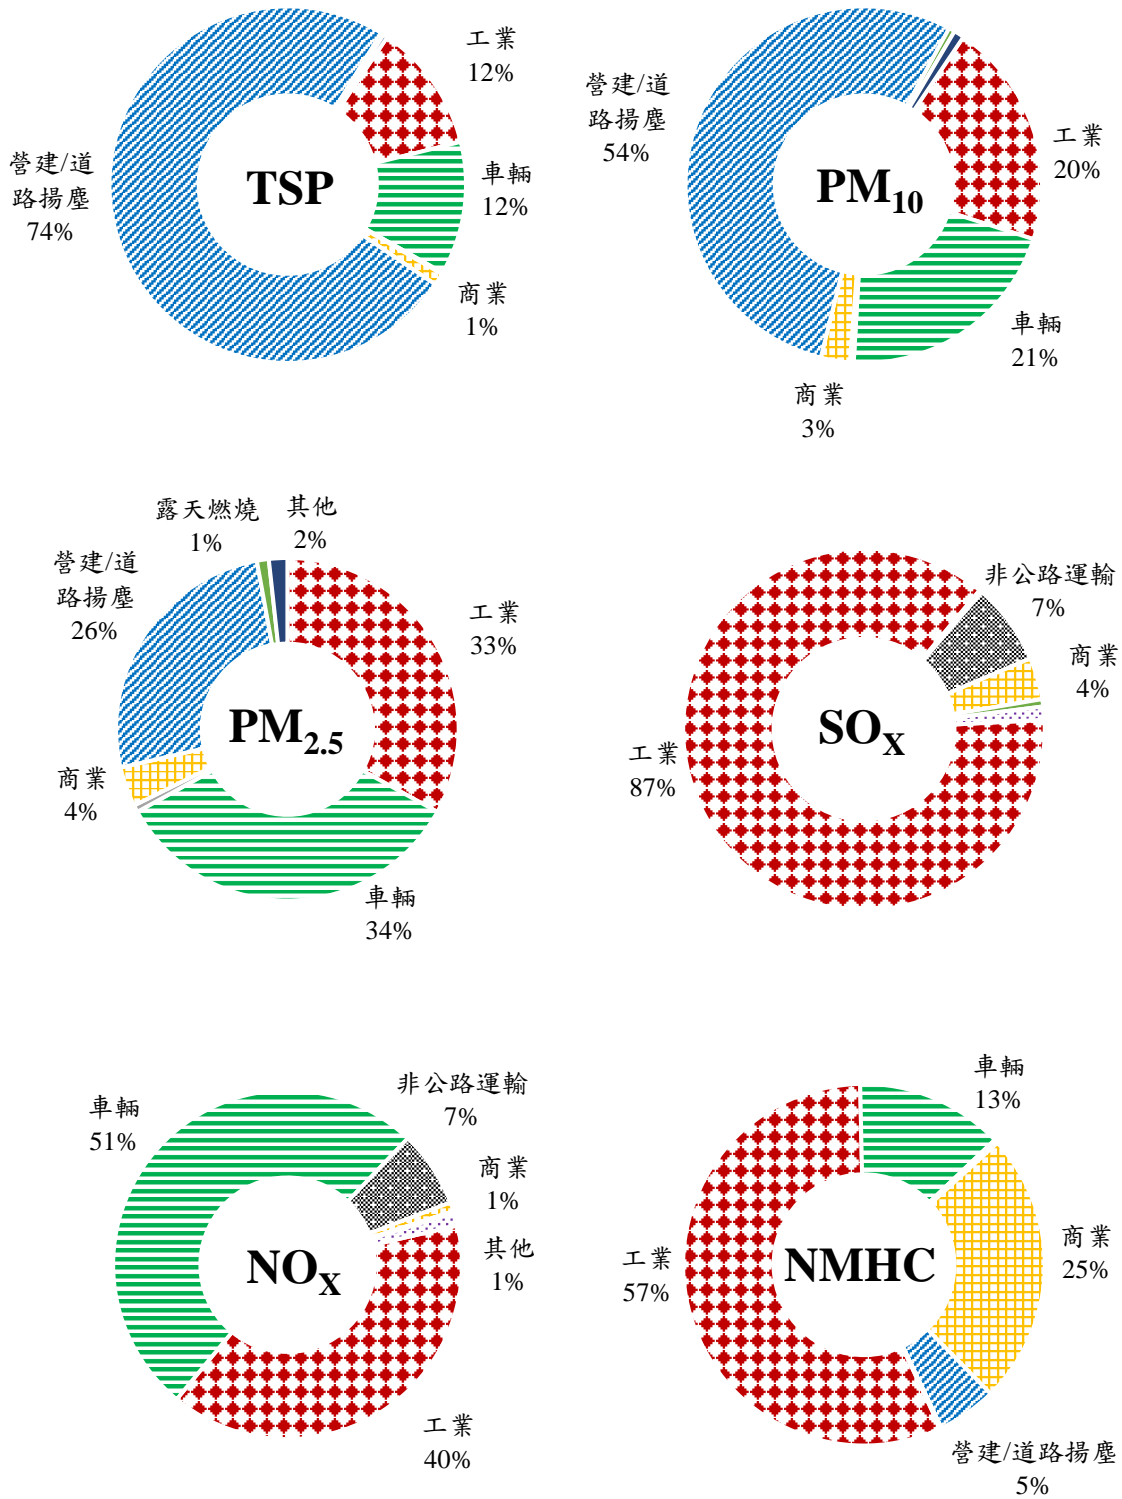 工業
12%
營建/道
路揚塵
74%
TSP
車輛
12%
商業
1%
營建/道
路揚塵
54%
PM10
工業
20%
車輛
21%
商業
3%
露天燃燒
1%
其他
2%
營建/道
路揚塵
26%
工業
33%
PM2.5
商業
4%
車輛
34%
非公路運輸
7%
商業
4%
SOX
工業
87%
車輛
51%
非公路運輸
7%
商業
1%
其他
1%
NOX
工業
40%
車輛
13%
商業
25%
工業
57%
NMHC
營建/道路揚塵
5%